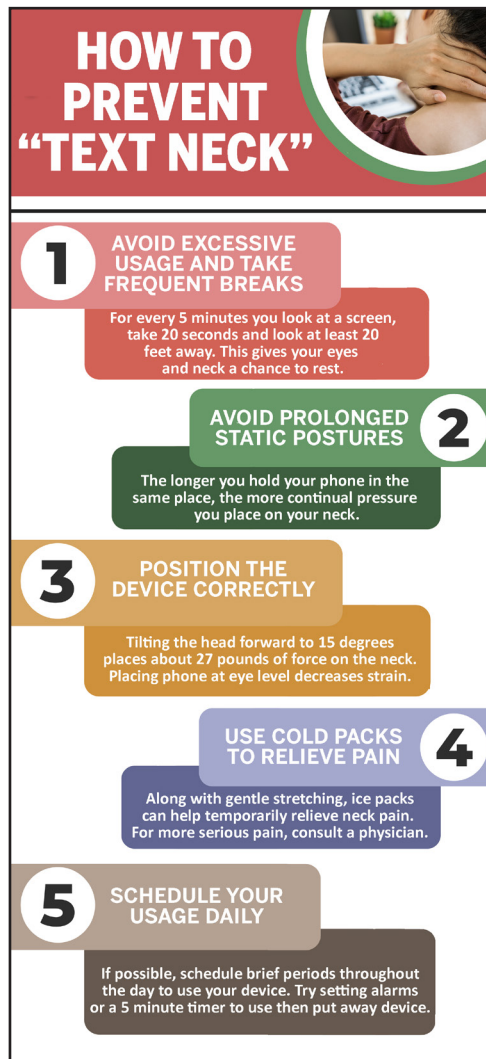 HOW TO
PREVENT
“TEXT NECK”
1
AVOID EXCESSIVE
USAGE AND TAKE
FREQUENT BREAKS
For every 5 minutes you look at a screen,
take 20 seconds and look at least 20
feet away. This gives your eyes
and neck a chance to rest.
AVOID PROLONGED
STATIC POSTURES
2
The longer you hold your phone in the
same place, the more continual pressure
you place on your neck.
3
POSITION THE
DEVICE CORRECTLY
Tilting the head forward to 15 degrees
places about 27 pounds of force on the neck.
Placing phone at eye level decreases strain.
USE COLD PACKS
TO RELIEVE PAIN
4
Along with gentle stretching, ice packs
can help temporarily relieve neck pain.
For more serious pain, consult a physician.
5
SCHEDULE YOUR
USAGE DAILY
If possible, schedule brief periods throughout
the day to use your device. Try setting alarms
or a 5 minute timer to use then put away device.